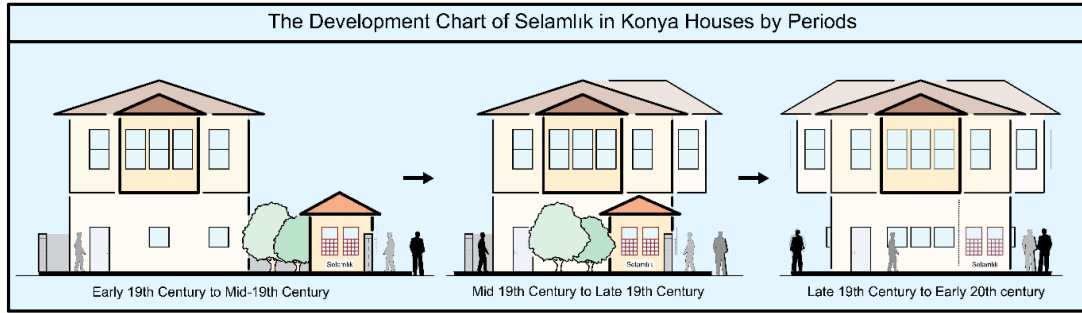 The Development Chart of Selamlık in Konya Houses by Periods
Selamlık
Selamlık
Selamlık
Early 19th Century to Mid-19th Century
Mid 19th Century to Late 19th Century
Late 19th Century to Early 20th century